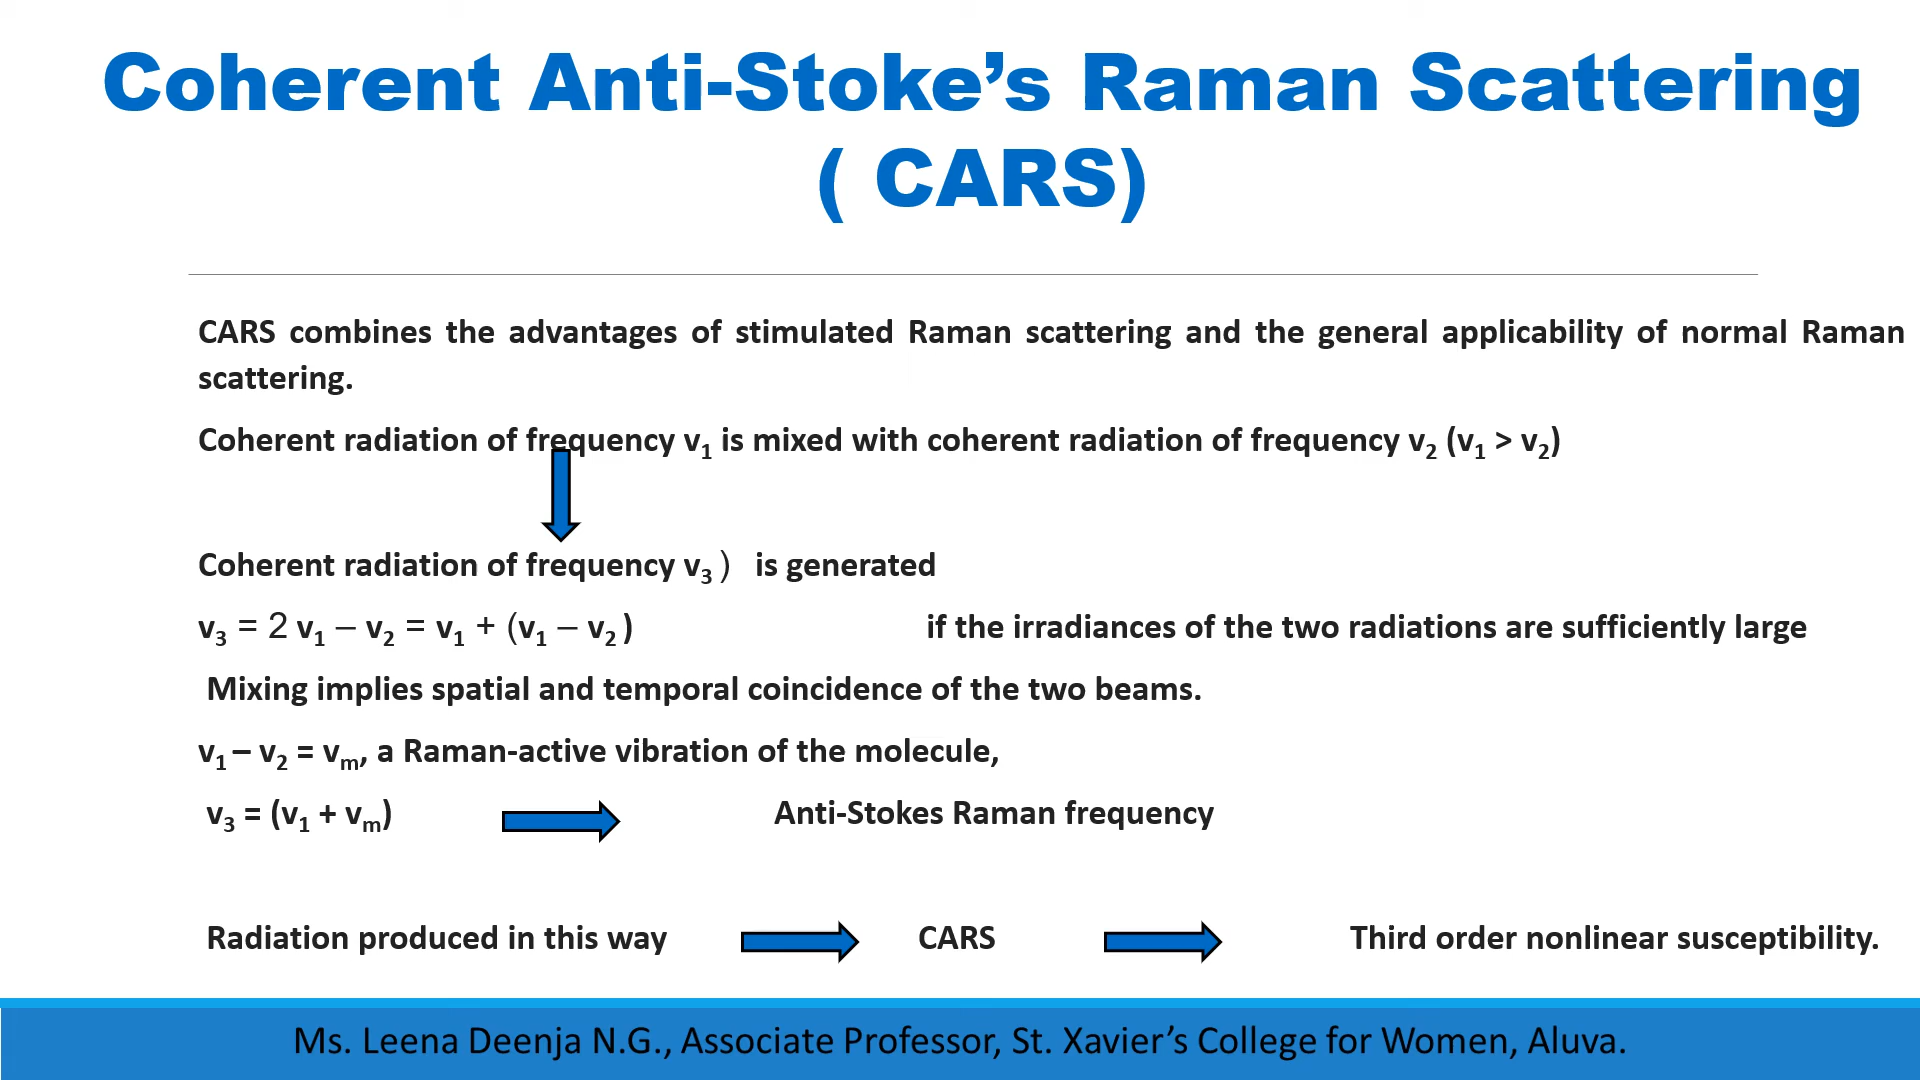 Coherent Anti-Stoke’s Raman Scattering
( CARS)
CARS combines the advantages of stimulated Raman scattering and the general applicability of normal Raman
scattering.
Coherent radiation of frequency v₁ is mixed with coherent radiation of frequency v₂ (v₁ > v₂)
Coherent radiation of frequency v₃ ) is generated
v₃ = 2 v₁ – v₂ = v₁ + (v₁ – v₂ ) if the irradiances of the two radiations are sufficiently large
Mixing implies spatial and temporal coincidence of the two beams.
v₁ – v₂ = vₘ, a Raman-active vibration of the molecule,
v₃ = (v₁ + vₘ) Anti-Stokes Raman frequency
Radiation produced in this way CARS Third order nonlinear susceptibility.
Ms. Leena Deenja N.G., Associate Professor, St. Xavier’s College for Women, Aluva.